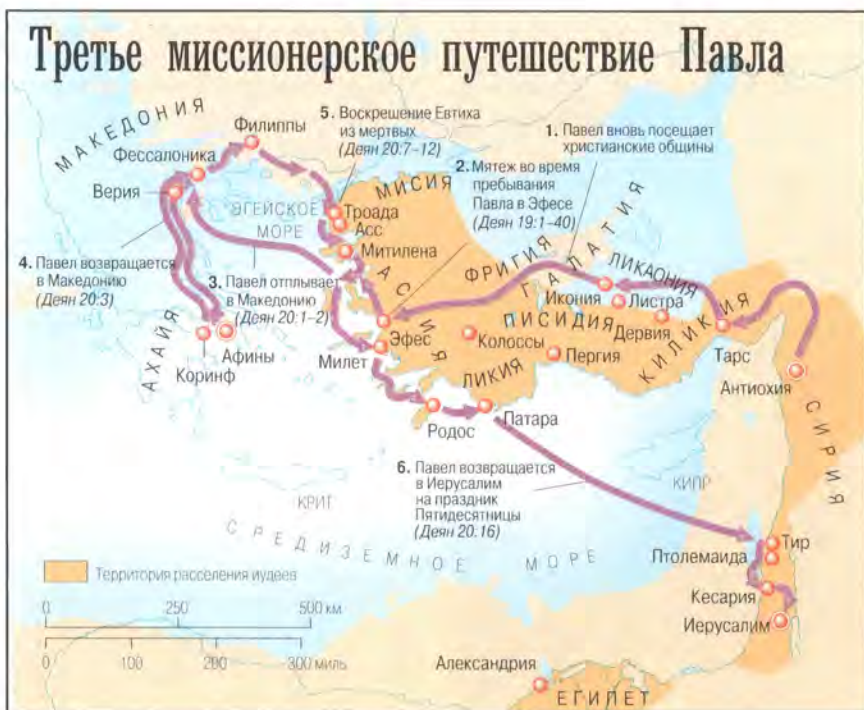 Третье миссионерское путешествие Павла
МАКЕДОНИЯ
Филиппы
Фессалоника
Верия
5. Воскрешение Евтиха
из мертвых
(Деян 20:7–12)
1. Павел вновь посещает
христианские общины
2. Мятеж во время
пребывания
Павла в Эфесе
(Деян 19:1–40)
МИСИЯ
ЭГЕЙСКОЕ
МОРЕ
Троада
Асс
Митилена
АСИЯ
ФРИГИЯ
ГАЛАТИЯ
ЛИКАОНИЯ
4. Павел возвращается
в Македонию
(Деян 20:3)
3. Павел отплывает
в Македонию
(Деян 20:1–2)
Икония
Листра
ПИСИДИЯ
Дервия
КИЛИКИЯ
АХАЙЯ
Афины
Коринф
Эфес
Милет
Колоссы
Пергия
Тарс
Антиохия
ЛИКИЯ
СИРИЯ
Родос
Патара
6. Павел возвращается
в Иерусалим
на праздник
Пятидесятницы
(Деян 20:16)
КРИТ
КИПР
СРЕДИЗЕМНОЕ МОРЕ
Тир
Птолемаида
Кесария
Иерусалим
Территория расселения иудеев
0 250 500 км
0 100 200 300 миль
Александрия
ЕГИПЕТ